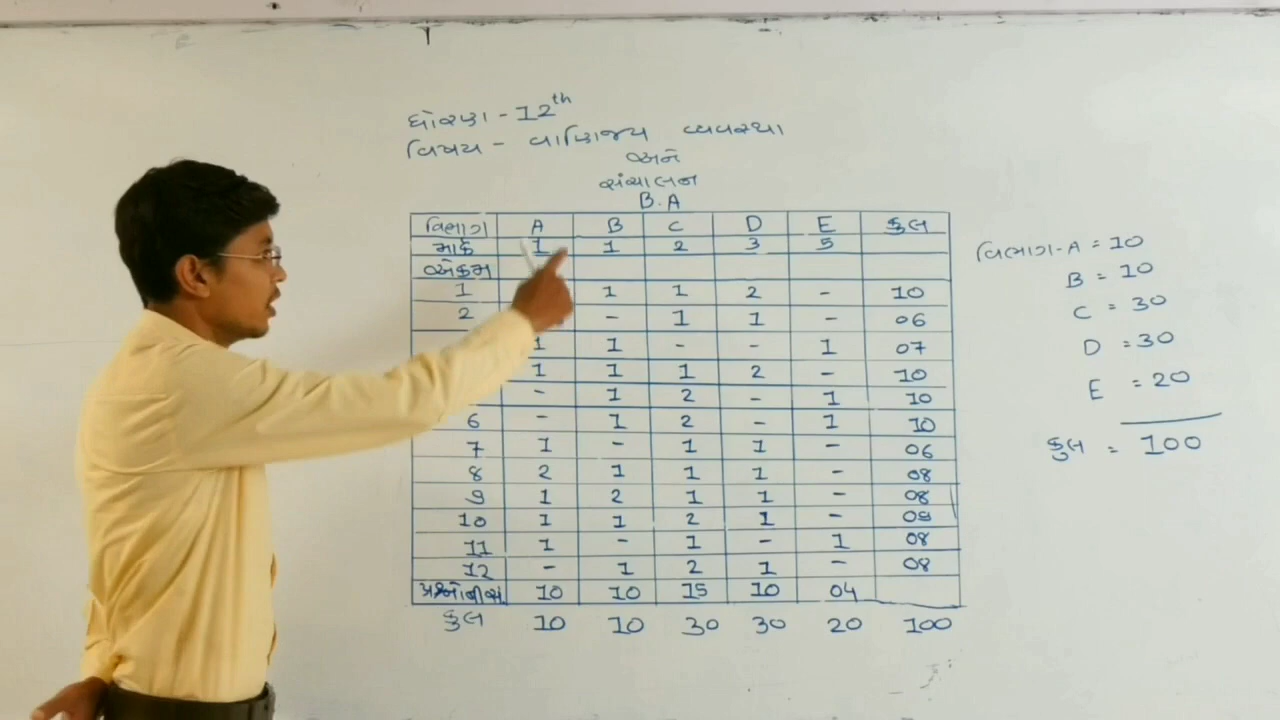 ધોરણ - 12th
વિષય - વાણિજ્ય વ્યવસ્થા
અને
સંચાલન
B.A
વિભાગ A B C D E કુલ
માર્ક 1 1 2 3 5
એકમ
1 1 1 2 - 10
2 - 1 1 - 06
1 1 - - 1 07
1 1 1 2 - 10
- 1 2 - 1 10
6 - 1 2 - 1 10
7 1 - 1 1 - 06
8 2 1 1 1 - 08
9 1 2 1 1 - 08
10 1 1 2 1 - 09
11 1 - 1 - 1 08
12 - 1 2 1 - 08
10 10 15 10 04
કુલ 10 10 30 30 20 100
વિભાગ - A = 10
B = 10
C = 30
D = 30
E = 20
કુલ = 100